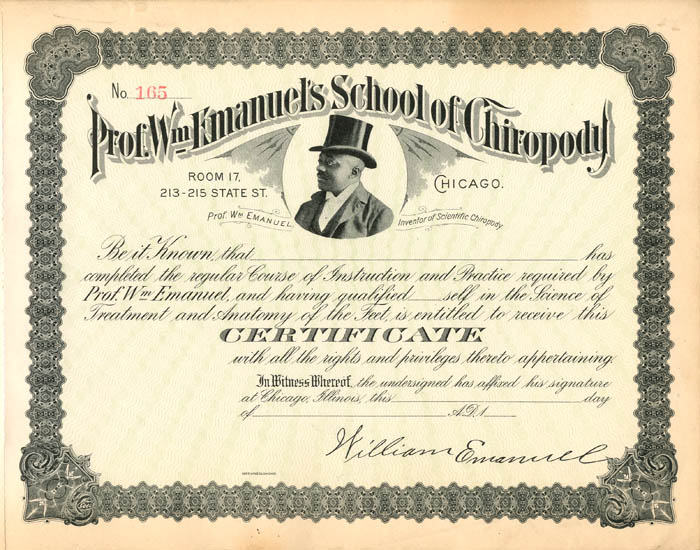 No. 165
Prof. Wm Emanuel's School of Chiropody
ROOM 17,
213-215 STATE ST.
CHICAGO.
Prof. Wm EMANUEL.
Inventor of Scientific Chiropody
Be it Known, that has
completed the regular Course of Instruction and Practice required by
Prof. Wm Emanuel, and having qualified self in the Science of
Treatment and Anatomy of the Feet, is entitled to receive this
CERTIFICATE
with all the rights and privileges thereto appertaining.
In Witness Whereof, the undersigned has affixed his signature
at Chicago, Illinois, this day
of A.D. 1
William Emanuel